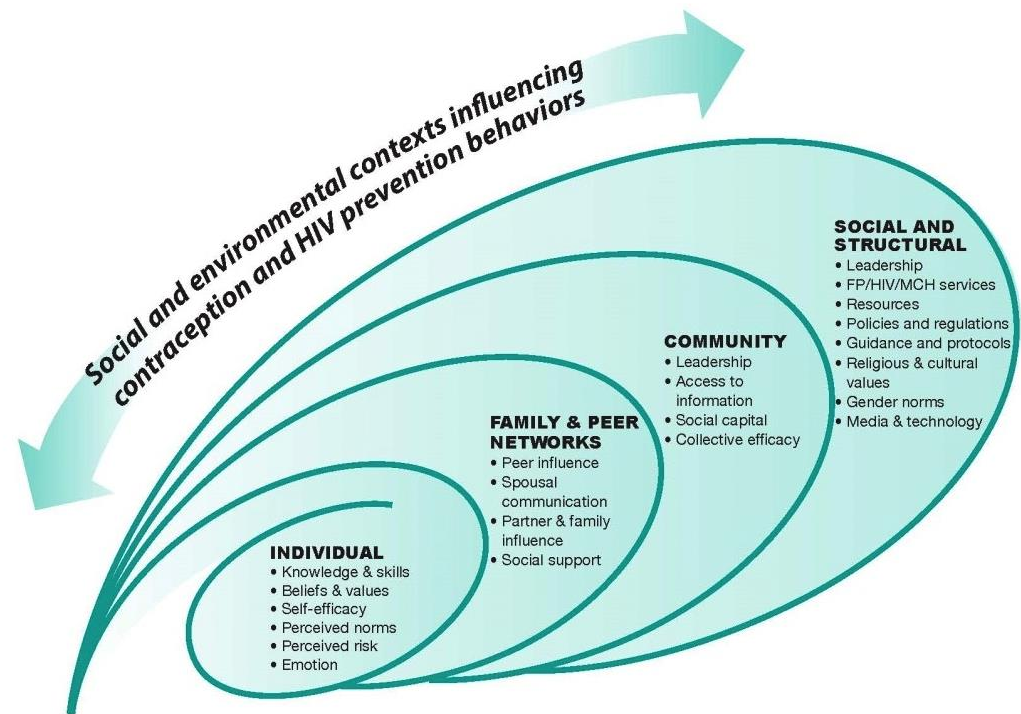 Social and environmental contexts influencing
contraception and HIV prevention behaviors
INDIVIDUAL
• Knowledge & skills
• Beliefs & values
• Self-efficacy
• Perceived norms
• Perceived risk
• Emotion
FAMILY & PEER
NETWORKS
• Peer influence
• Spousal
communication
• Partner & family
influence
• Social support
COMMUNITY
• Leadership
• Access to
information
• Social capital
• Collective efficacy
SOCIAL AND
STRUCTURAL
• Leadership
• FP/HIV/MCH services
• Resources
• Policies and regulations
• Guidance and protocols
• Religious & cultural
values
• Gender norms
• Media & technology